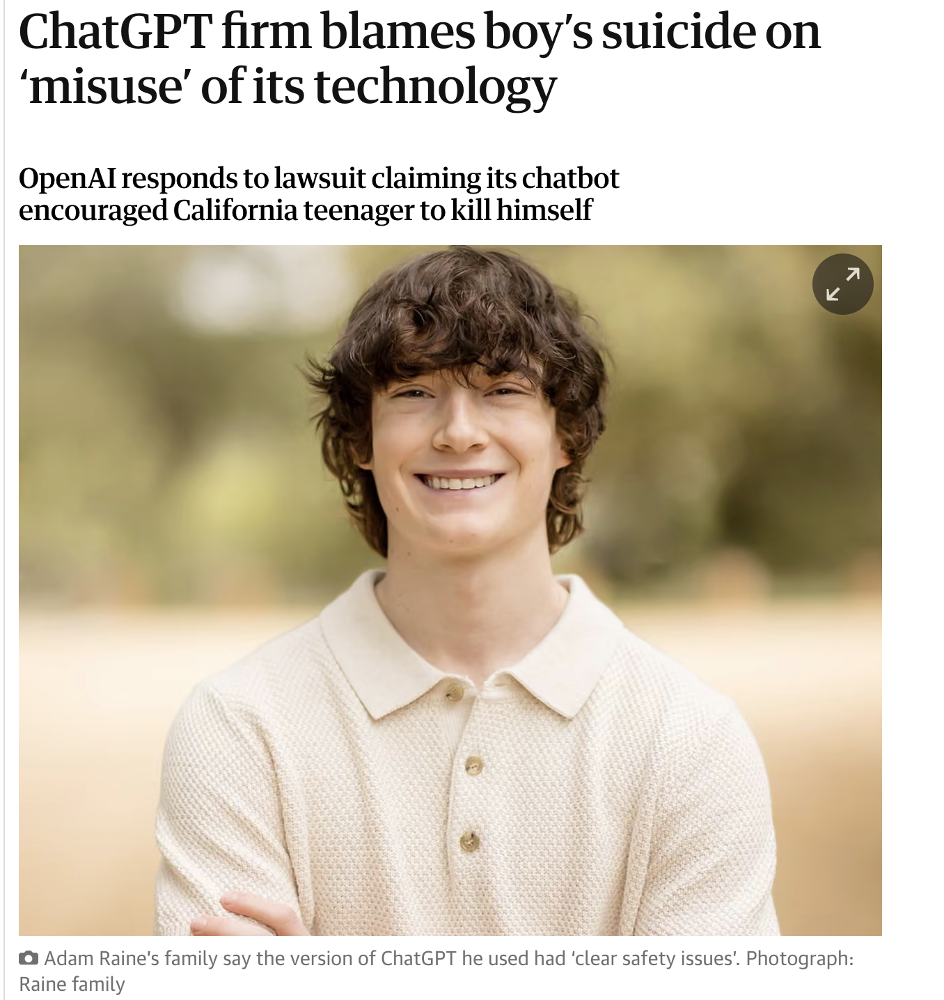 ChatGPT firm blames boy’s suicide on
‘misuse’ of its technology
OpenAI responds to lawsuit claiming its chatbot
encouraged California teenager to kill himself
Adam Raine’s family say the version of ChatGPT he used had ‘clear safety issues’. Photograph:
Raine family